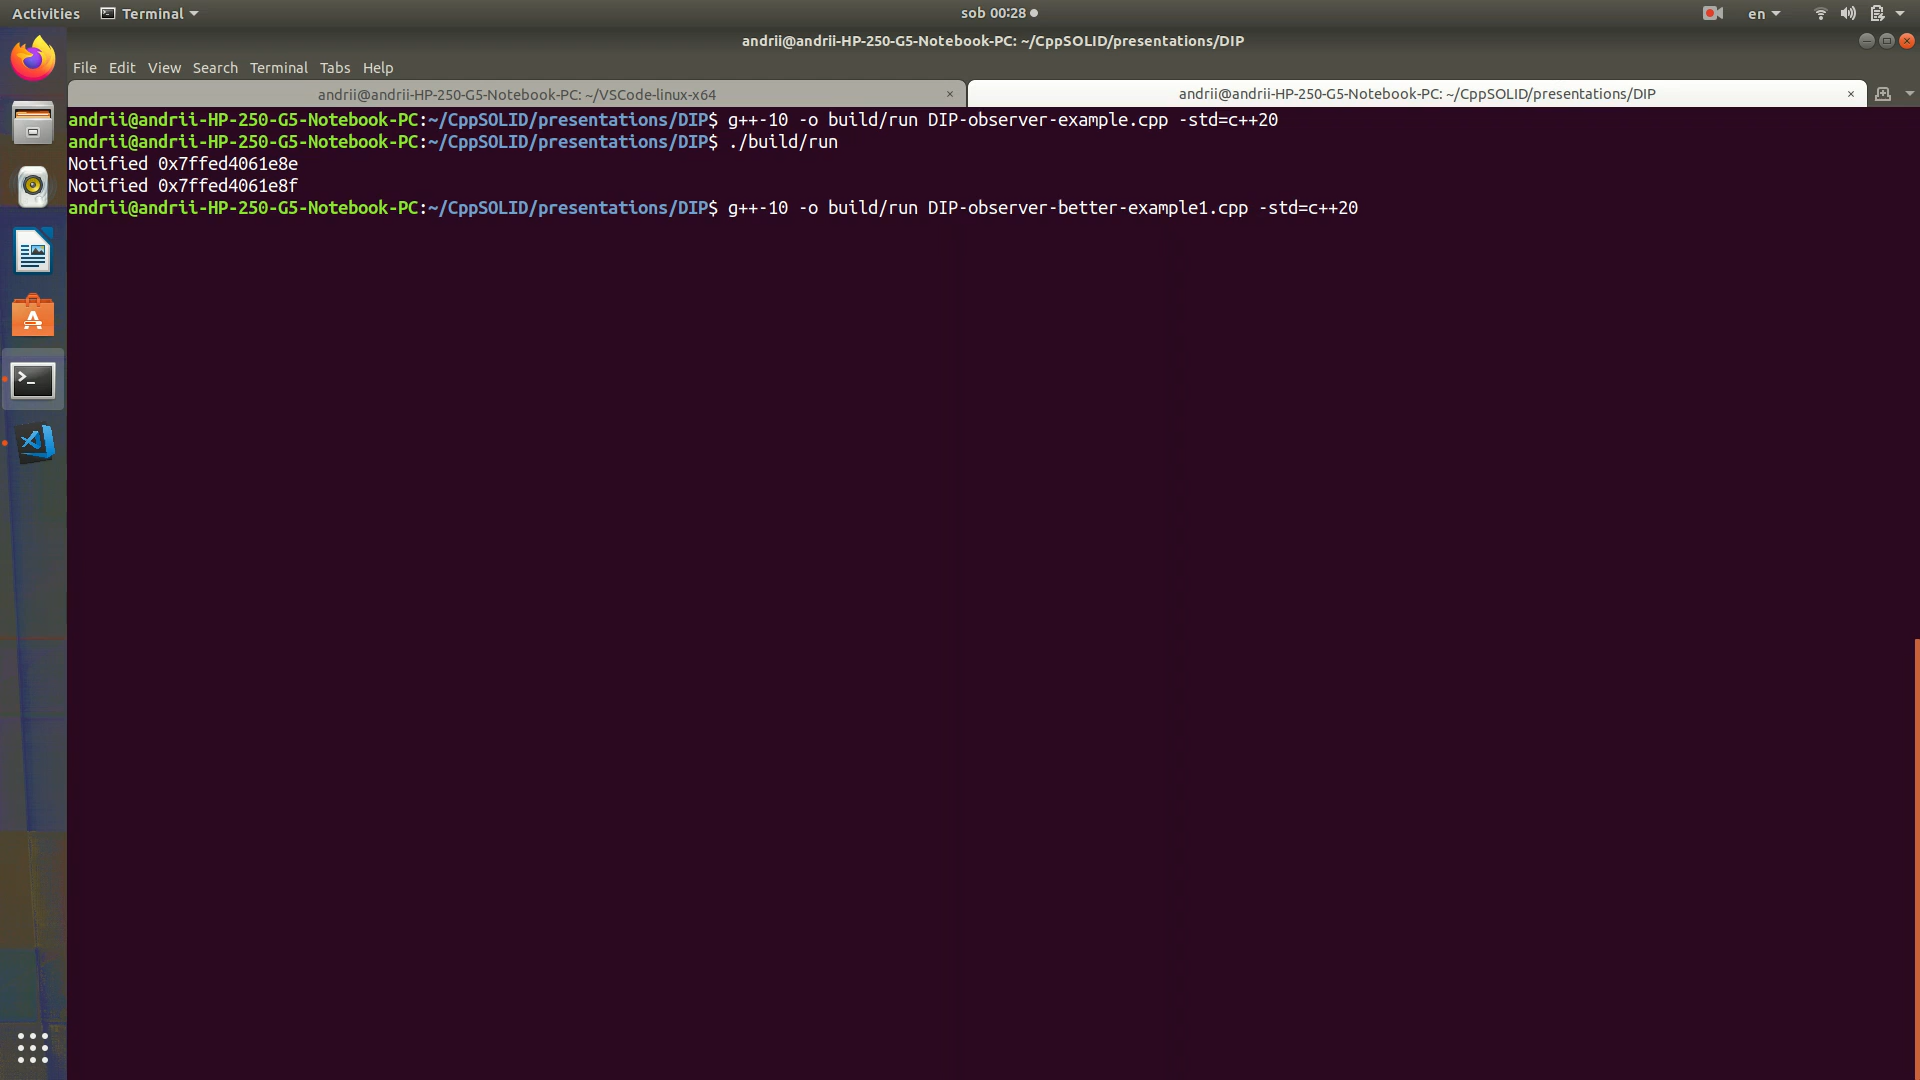 Activities
Terminal
sob 00:28
en
andrii@andrii-HP-250-G5-Notebook-PC: ~/CppSOLID/presentations/DIP
File Edit View Search Terminal Tabs Help
andrii@andrii-HP-250-G5-Notebook-PC: ~/VSCode-linux-x64
andrii@andrii-HP-250-G5-Notebook-PC: ~/CppSOLID/presentations/DIP
andrii@andrii-HP-250-G5-Notebook-PC:~/CppSOLID/presentations/DIP$ g++-10 -o build/run DIP-observer-example.cpp -std=c++20
andrii@andrii-HP-250-G5-Notebook-PC:~/CppSOLID/presentations/DIP$ ./build/run
Notified 0x7ffed4061e8e
Notified 0x7ffed4061e8f
andrii@andrii-HP-250-G5-Notebook-PC:~/CppSOLID/presentations/DIP$ g++-10 -o build/run DIP-observer-better-example1.cpp -std=c++20